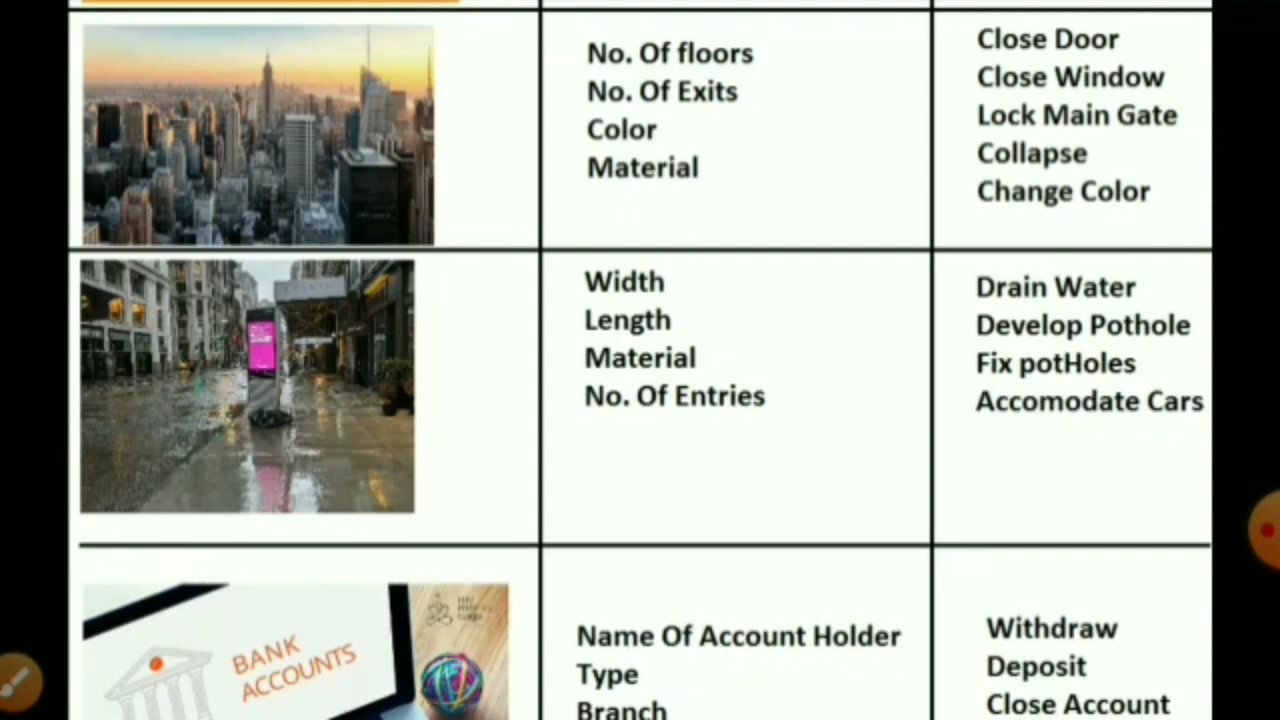 No. Of floors
No. Of Exits
Color
Material
Close Door
Close Window
Lock Main Gate
Collapse
Change Color
Width
Length
Material
No. Of Entries
Drain Water
Develop Pothole
Fix potHoles
Accomodate Cars
BANK
ACCOUNTS
Name Of Account Holder
Type
Branch
Withdraw
Deposit
Close Account